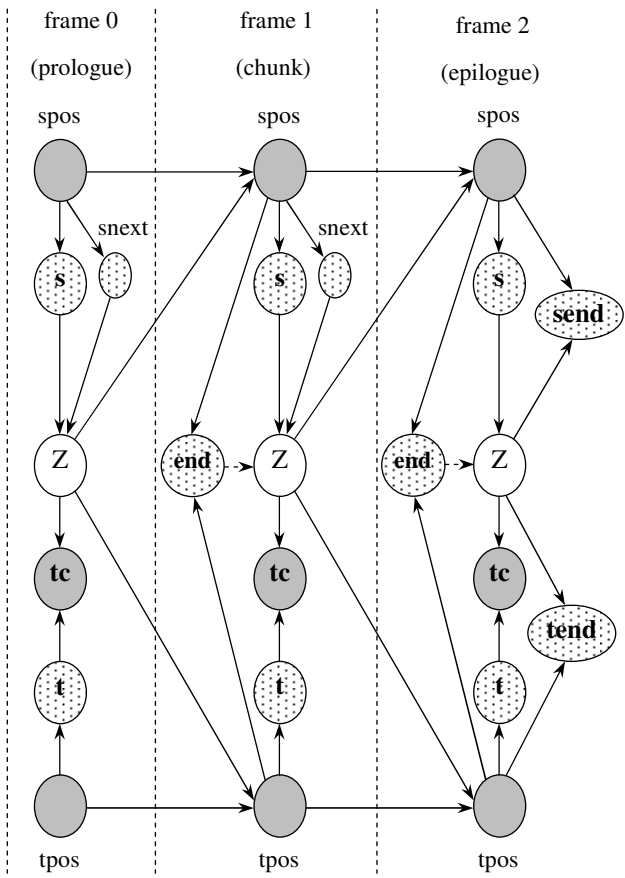 frame 0
frame 1
frame 2
(prologue)
(chunk)
(epilogue)
spos
spos
spos
snext
snext
s
s
s
send
Z
end
Z
end
Z
tc
tc
tc
tend
t
t
t
tpos
tpos
tpos